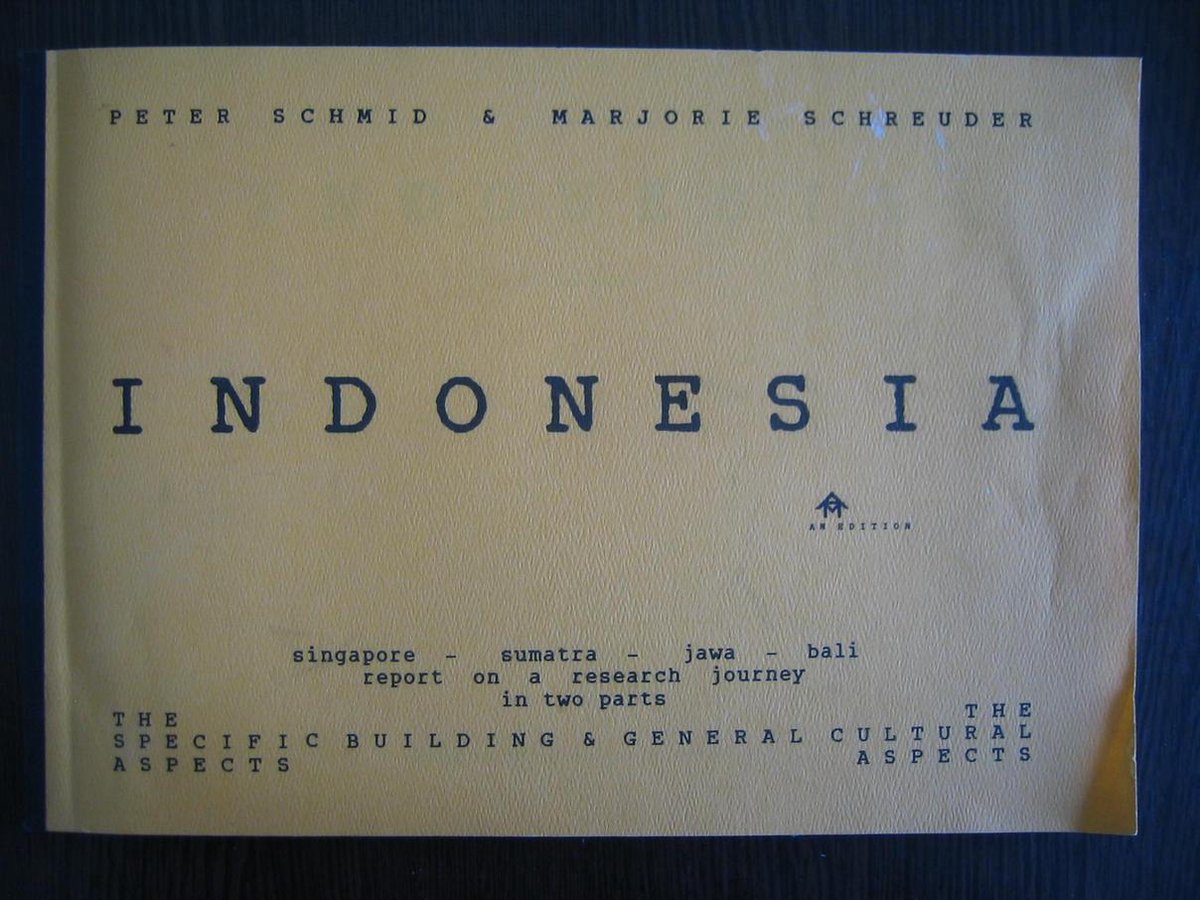 PETER SCHMID & MARJORIE SCHREUDER
INDONESIA
AM EDITION
singapore - sumatra - jawa - bali
report on a research journey
in two parts
THE THE
SPECIFIC BUILDING & GENERAL CULTURAL
ASPECTS ASPECTS